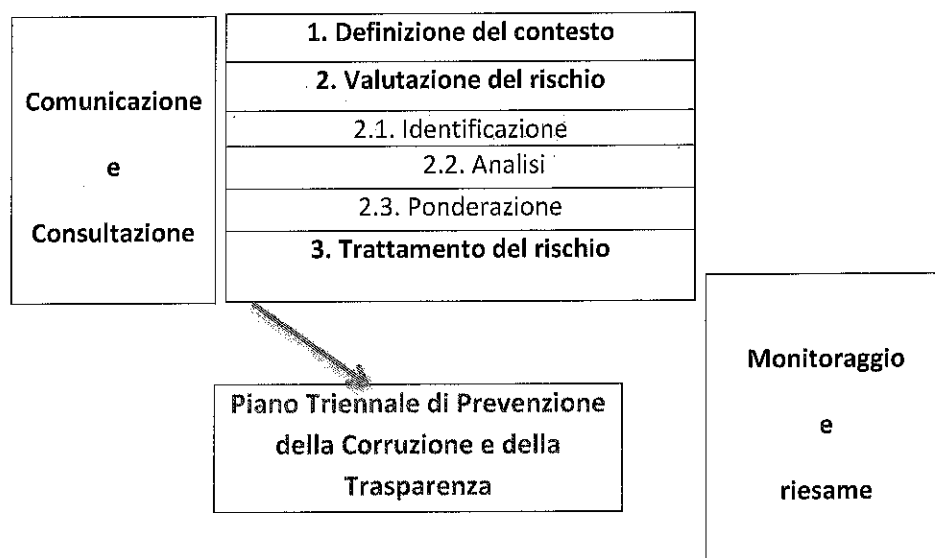 Comunicazione
e
Consultazione
1. Definizione del contesto
2. Valutazione del rischio
2.1. Identificazione
2.2. Analisi
2.3. Ponderazione
3. Trattamento del rischio
Piano Triennale di Prevenzione
della Corruzione e della
Trasparenza
Monitoraggio
e
riesame